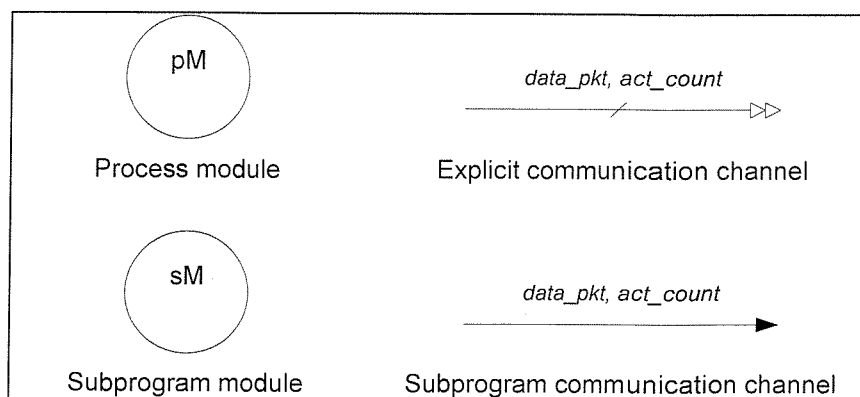 pM
data_pkt, act_count
Process module
Explicit communication channel
sM
data_pkt, act_count
Subprogram module
Subprogram communication channel